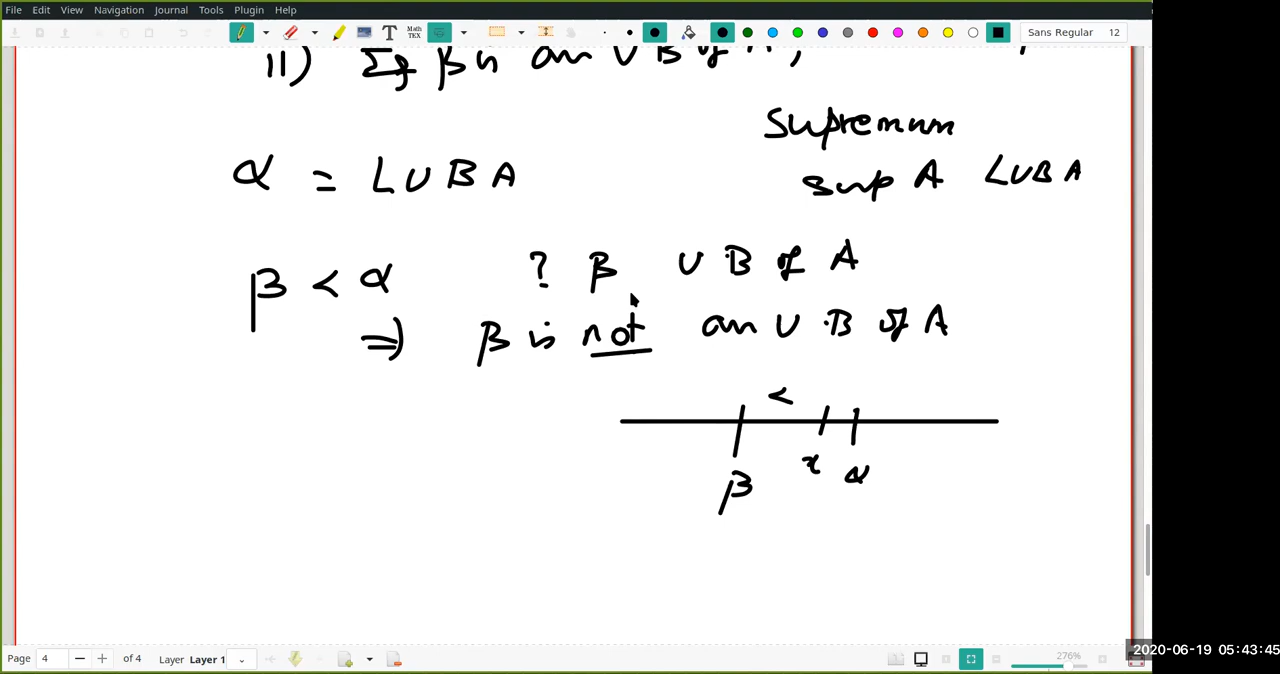 File Edit View Navigation Journal Tools Plugin Help
Sans Regular 12
II) If β is an UB of A,
Supremum
α = LUB A sup A LUB A
β < α ? β UB of A
⇒ β is not an U.B of A
<
β x α
Page 4 of 4 Layer Layer 1 276%
2020-06-19 05:43:45